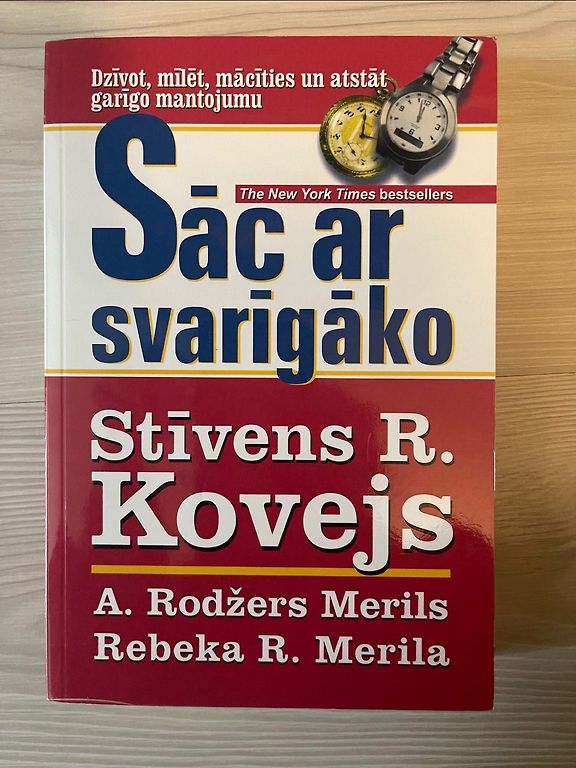 Dzīvot, mīlēt, mācīties un atstāt
garīgo mantojumu
The New York Times bestsellers
Sāc ar
svarīgāko
Stīvens R.
Kovejs
A. Rodžers Merils
Rebeka R. Merila